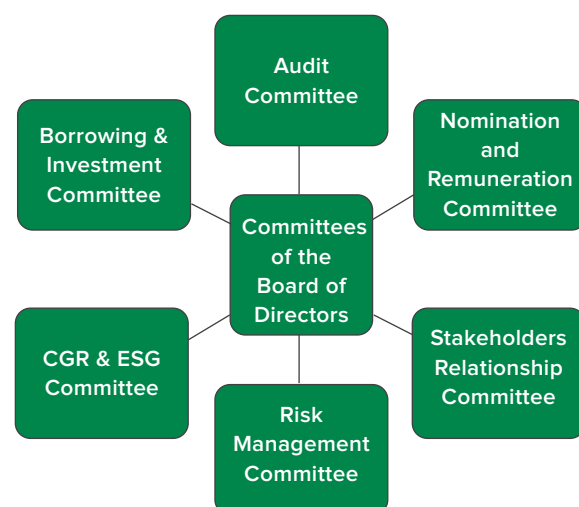 Audit
Committee
Borrowing &
Investment
Committee
Nomination
and
Remuneration
Committee
Committees
of the
Board of
Directors
CGR & ESG
Committee
Stakeholders
Relationship
Committee
Risk
Management
Committee